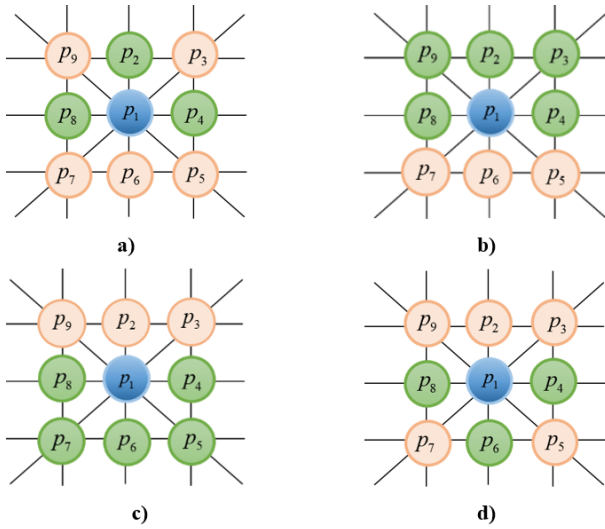 p₉ p₂ p₃ p₉ p₂ p₃
p₈ p₁ p₄ p₈ p₁ p₄
p₇ p₆ p₅ p₇ p₆ p₅
a) b)
p₉ p₂ p₃ p₉ p₂ p₃
p₈ p₁ p₄ p₈ p₁ p₄
p₇ p₆ p₅ p₇ p₆ p₅
c) d)